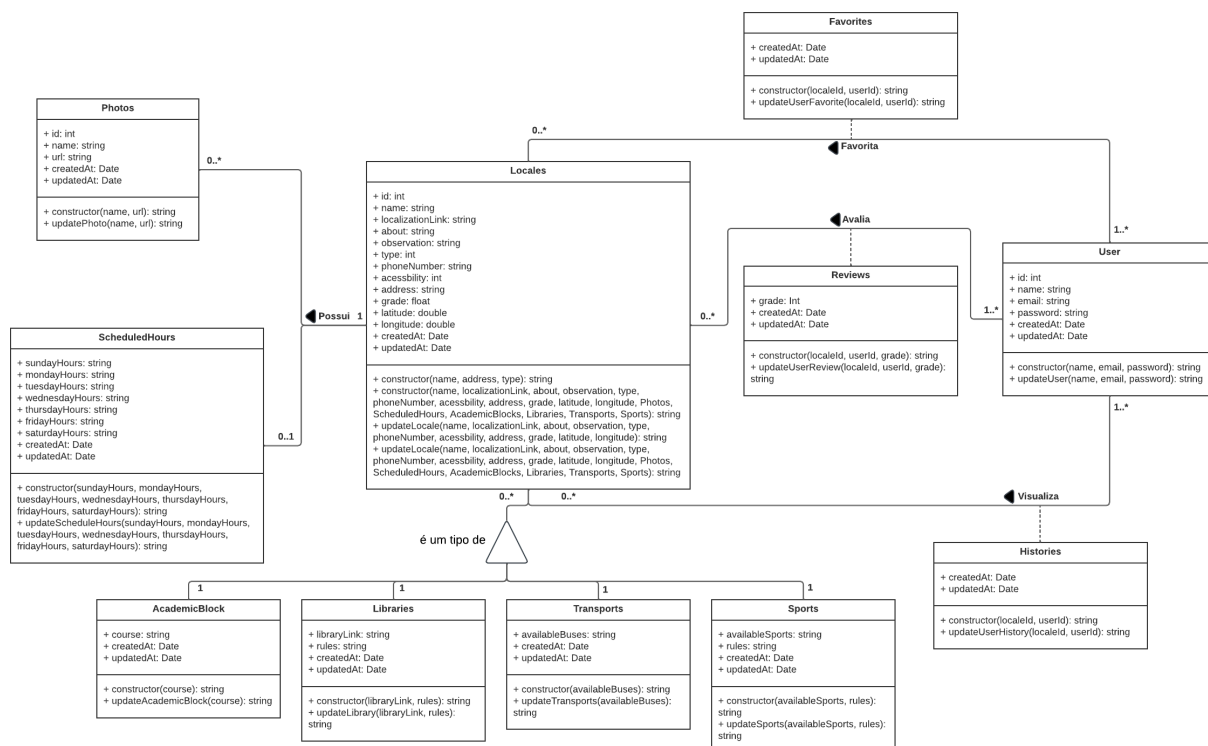 Favorites
+ createdAt: Date
+ updatedAt: Date
+ constructor(localeId, userId): string
+ updateUserFavorite(localeId, userId): string
Photos
+ id: int
+ name: string
+ url: string
+ createdAt: Date
+ updatedAt: Date
+ constructor(name, url): string
+ updatePhoto(name, url): string
0..*
0..*
Favorita
Locales
+ id: int
+ name: string
+ localizationLink: string
+ about: string
+ observation: string
+ type: int
+ phoneNumber: string
+ acessbility: int
+ address: string
+ grade: float
+ latitude: double
+ longitude: double
+ createdAt: Date
+ updatedAt: Date
+ constructor(name, address, type): string
+ constructor(name, localizationLink, about, observation, type,
phoneNumber, acessbility, address, grade, latitude, longitude, Photos,
ScheduledHours, AcademicBlocks, Libraries, Transports, Sports): string
+ updateLocale(name, localizationLink, about, observation, type,
phoneNumber, acessbility, address, grade, latitude, longitude): string
+ updateLocale(name, localizationLink, about, observation, type,
phoneNumber, acessbility, address, grade, latitude, longitude, Photos,
ScheduledHours, AcademicBlocks, Libraries, Transports, Sports): string
Avalia
1..*
User
+ id: int
+ name: string
+ email: string
+ password: string
+ createdAt: Date
+ updatedAt: Date
+ constructor(name, email, password): string
+ updateUser(name, email, password): string
1..*
Reviews
+ grade: Int
+ createdAt: Date
+ updatedAt: Date
+ constructor(localeId, userId, grade): string
+ updateUserReview(localeId, userId, grade):
string
0..*
1..*
Possui 1
ScheduledHours
+ sundayHours: string
+ mondayHours: string
+ tuesdayHours: string
+ wednesdayHours: string
+ thursdayHours: string
+ fridayHours: string
+ saturdayHours: string
+ createdAt: Date
+ updatedAt: Date
+ constructor(sundayHours, mondayHours,
tuesdayHours, wednesdayHours, thursdayHours,
fridayHours, saturdayHours): string
+ updateScheduleHours(sundayHours, mondayHours,
tuesdayHours, wednesdayHours, thursdayHours,
fridayHours, saturdayHours): string
0..1
0..*
0..*
Visualiza
é um tipo de
Histories
+ createdAt: Date
+ updatedAt: Date
+ constructor(localeId, userId): string
+ updateUserHistory(localeId, userId): string
1
1
1
1
AcademicBlock
+ course: string
+ createdAt: Date
+ updatedAt: Date
+ constructor(course): string
+ updateAcademicBlock(course): string
Libraries
+ libraryLink: string
+ rules: string
+ createdAt: Date
+ updatedAt: Date
+ constructor(libraryLink, rules): string
+ updateLibrary(libraryLink, rules):
string
Transports
+ availableBuses: string
+ createdAt: Date
+ updatedAt: Date
+ constructor(availableBuses): string
+ updateTransports(availableBuses):
string
Sports
+ availableSports: string
+ rules: string
+ createdAt: Date
+ updatedAt: Date
+ constructor(availableSports, rules):
string
+ updateSports(availableSports, rules):
string